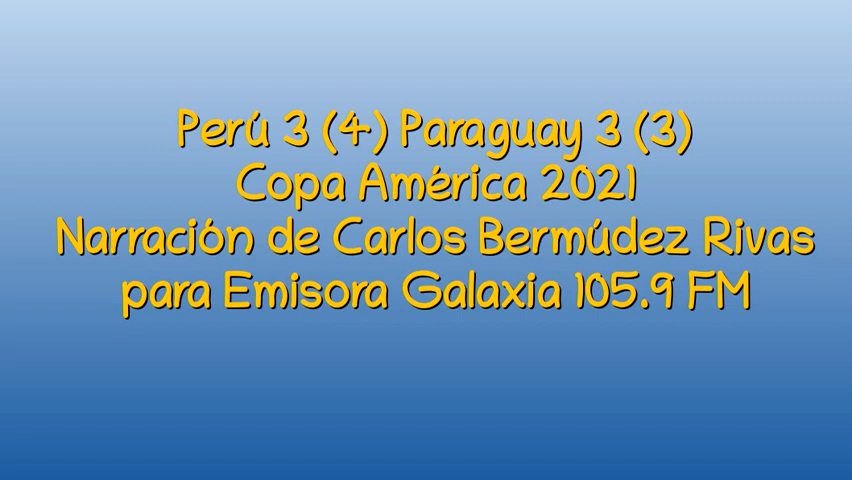 Perú 3 (4) Paraguay 3 (3)
Copa América 2021
Narración de Carlos Bermúdez Rivas
para Emisora Galaxia 105.9 FM